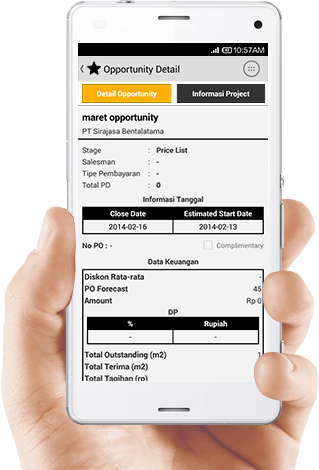 10:57AM
Opportunity Detail
Detail Opportunity Informasi Project
maret opportunity
PT Sirajasa Bentalatama
Stage : Price List
Salesman : -
Tipe Pembayaran : -
Total PD : 0
Informasi Tanggal
Close Date Estimated Start Date
2014-02-16 2014-02-13
No PO : - Complimentary
Data Keuangan
Diskon Rata-rata -
PO Forecast 45
Amount Rp 0
DP
% Rupiah
- -
Total Outstanding (m2) 1
Total Terima (m2)
Total Tagihan (rp)